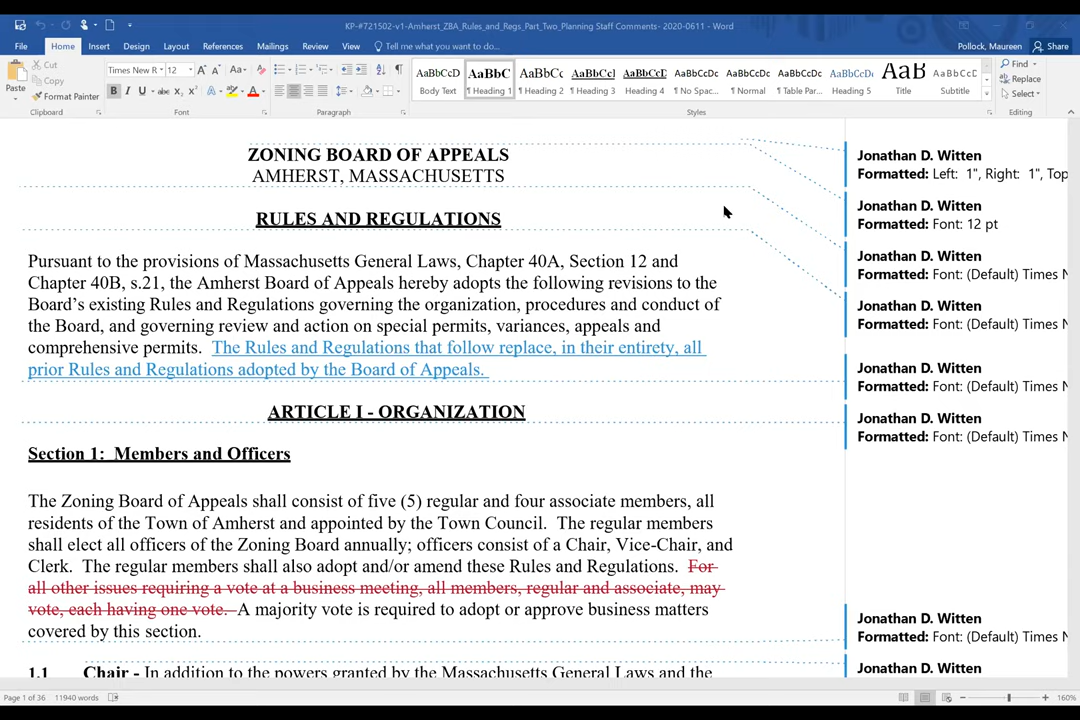 KP-#721502-v1-Amherst_ZBA_Rules_and_Regs_Part_Two_Planning Staff Comments- 2020-0611 - Word
File Home Insert Design Layout References Mailings Review View Tell me what you want to do... Pollock, Maureen Share
Paste Cut Copy Format Painter
Times New R 12
AaBbCcD AaBbC AaBbCc AaBbCcl AaBbCcD AaBbCcDc AaBbCcDc AaBbCcDc AaBbCcDt AaB AaBbCcD
Body Text ¶ Heading 1 ¶ Heading 2 ¶ Heading 3 Heading 4 ¶ No Spac... ¶ Normal ¶ Table Par... Heading 5 Title Subtitle
Find Replace Select
Clipboard Font Paragraph Styles Editing
ZONING BOARD OF APPEALS
AMHERST, MASSACHUSETTS
RULES AND REGULATIONS
Pursuant to the provisions of Massachusetts General Laws, Chapter 40A, Section 12 and
Chapter 40B, s.21, the Amherst Board of Appeals hereby adopts the following revisions to the
Board's existing Rules and Regulations governing the organization, procedures and conduct of
the Board, and governing review and action on special permits, variances, appeals and
comprehensive permits. The Rules and Regulations that follow replace, in their entirety, all
prior Rules and Regulations adopted by the Board of Appeals.
ARTICLE I - ORGANIZATION
Section 1: Members and Officers
The Zoning Board of Appeals shall consist of five (5) regular and four associate members, all
residents of the Town of Amherst and appointed by the Town Council. The regular members
shall elect all officers of the Zoning Board annually; officers consist of a Chair, Vice-Chair, and
Clerk. The regular members shall also adopt and/or amend these Rules and Regulations. For
all other issues requiring a vote at a business meeting, all members, regular and associate, may
vote, each having one vote. A majority vote is required to adopt or approve business matters
covered by this section.
1.1 Chair - In addition to the powers granted by the Massachusetts General Laws and the
Jonathan D. Witten
Formatted: Left: 1", Right: 1", Top
Jonathan D. Witten
Formatted: Font: 12 pt
Jonathan D. Witten
Formatted: Font: (Default) Times N
Jonathan D. Witten
Formatted: Font: (Default) Times N
Jonathan D. Witten
Formatted: Font: (Default) Times N
Jonathan D. Witten
Formatted: Font: (Default) Times N
Jonathan D. Witten
Formatted: Font: (Default) Times N
Jonathan D. Witten
Page 1 of 36 11940 words 160%